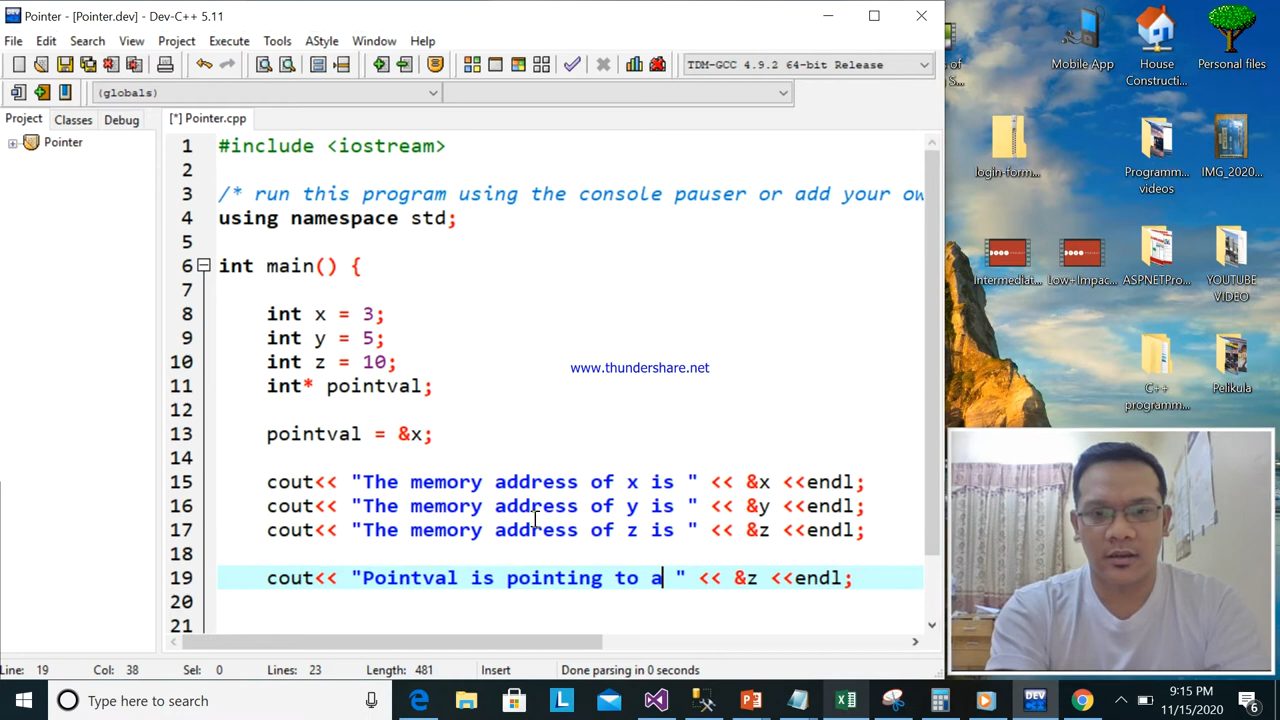 Pointer - [Pointer.dev] - Dev-C++ 5.11
File Edit Search View Project Execute Tools AStyle Window Help
TDM-GCC 4.9.2 64-bit Release
(globals)
Project Classes Debug
[*] Pointer.cpp
Pointer
1 #include <iostream>
2
3 /* run this program using the console pauser or add your ow
4 using namespace std;
5
6 int main() {
7
8 int x = 3;
9 int y = 5;
10 int z = 10;
11 int* pointval;
12
13 pointval = &x;
14
15 cout<< "The memory address of x is " << &x <<endl;
16 cout<< "The memory address of y is " << &y <<endl;
17 cout<< "The memory address of z is " << &z <<endl;
18
19 cout<< "Pointval is pointing to a " << &z <<endl;
20
21
www.thundershare.net
Line: 19 Col: 38 Sel: 0 Lines: 23 Length: 481 Insert Done parsing in 0 seconds
Mobile App
House
Constructi...
Personal files
login-form...
Programm...
videos
IMG_2020...
Intermediat...
Low+Impac...
ASPNETPro...
YOUTUBE
VIDEO
C++
programm...
Pelikula
Type here to search
DEV
9:15 PM
11/15/2020
6